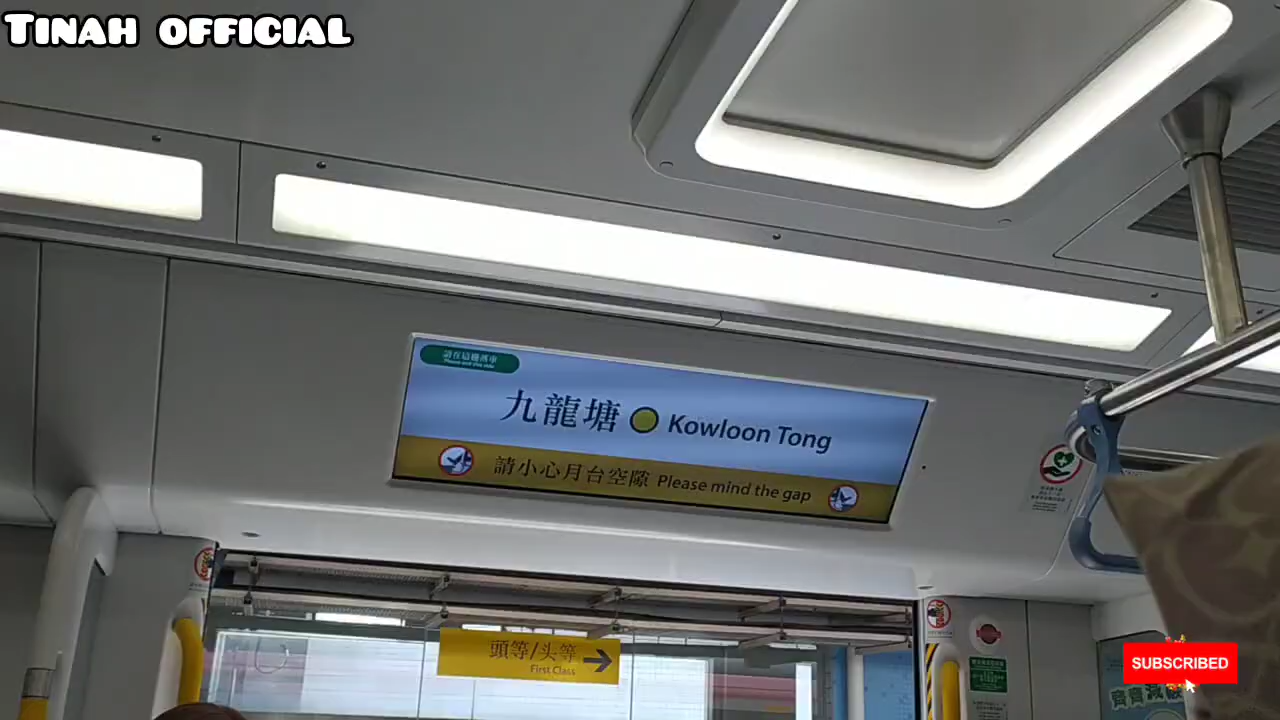 TINAH OFFICIAL
請在這邊落車
Please exit this side
九龍塘 Kowloon Tong
請小心月台空隙 Please mind the gap
頭等/头等
First Class
SUBSCRIBED